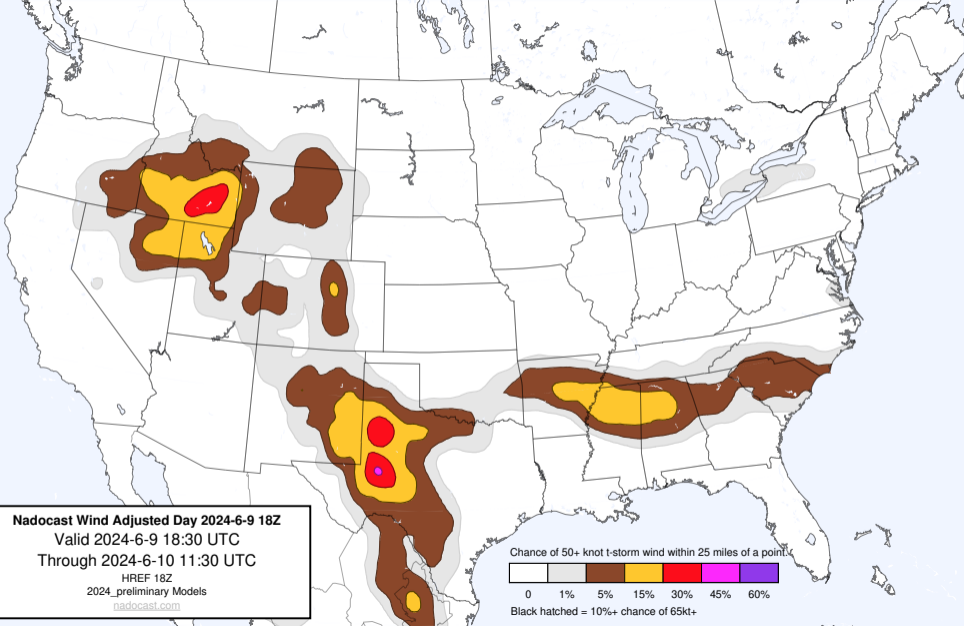 Nadocast Wind Adjusted Day 2024-6-9 18Z
Valid 2024-6-9 18:30 UTC
Through 2024-6-10 11:30 UTC
HREF 18Z
2024_preliminary Models
nadocast.com
Chance of 50+ knot t-storm wind within 25 miles of a point.
0 1% 5% 15% 30% 45% 60%
Black hatched = 10%+ chance of 65kt+